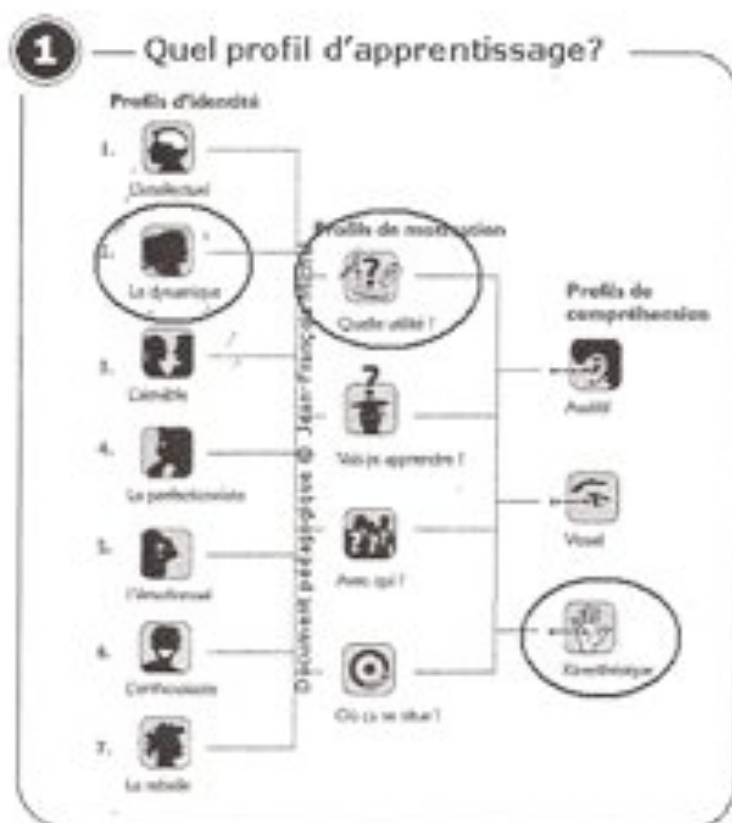 1 Quel profil d'apprentissage?
Profils d'identité
1. L'intellectuel
2. Le dynamique
3. L'aimable
4. Le perfectionniste
5. L'émotionnel
6. L'enthousiaste
7. Le rebelle
Profils de motivation
Quelle utilité ?
Vais-je apprendre ?
Avec qui ?
Où ça se situe ?
Profils de
compréhension
Auditif
Visuel
Kinesthésique
Document pédagogique © Jean-François Michel